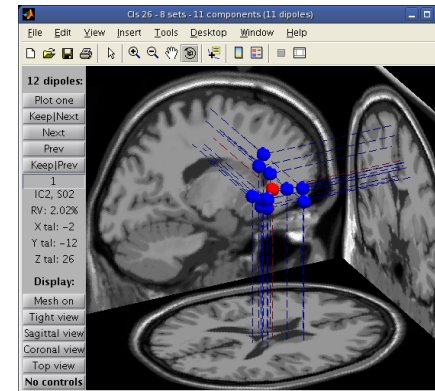 Cls 26 - 8 sets - 11 components (11 dipoles)
File Edit View Insert Tools Desktop Window Help
12 dipoles:
Plot one
Keep|Next
Next
Prev
Keep|Prev
1
IC2, S02
RV: 2.02%
X tal: -2
Y tal: -12
Z tal: 26
Display:
Mesh on
Tight view
Sagittal view
Coronal view
Top view
No controls